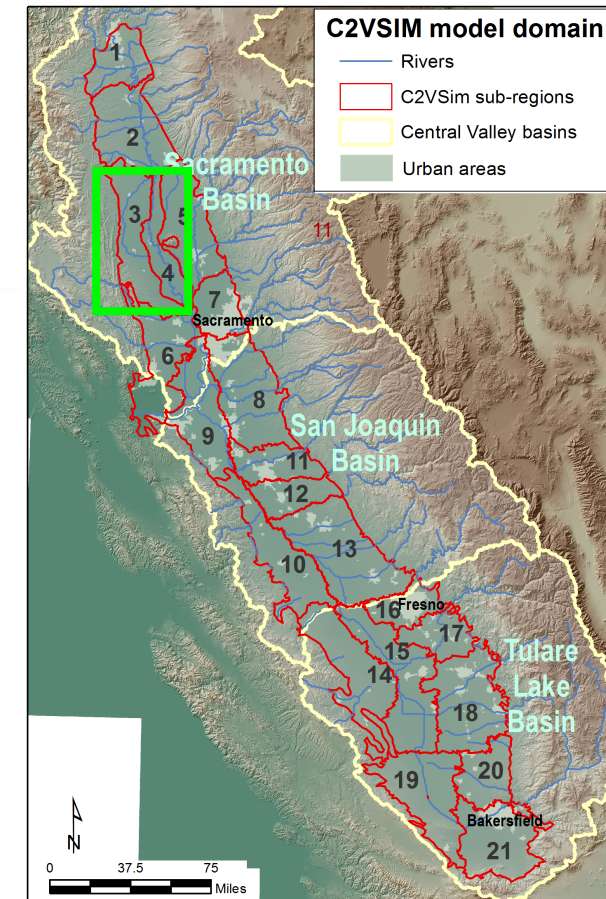 C2VSIM model domain
Rivers
C2VSim sub-regions
Central Valley basins
Urban areas
1
2
Sacramento
Basin
3
5
11
4
7
Sacramento
6
8
9
San Joaquin
Basin
11
12
13
10
16
Fresno
17
15
Tulare
Lake
Basin
14
18
19
20
Bakersfield
21
N
0 37.5 75
Miles